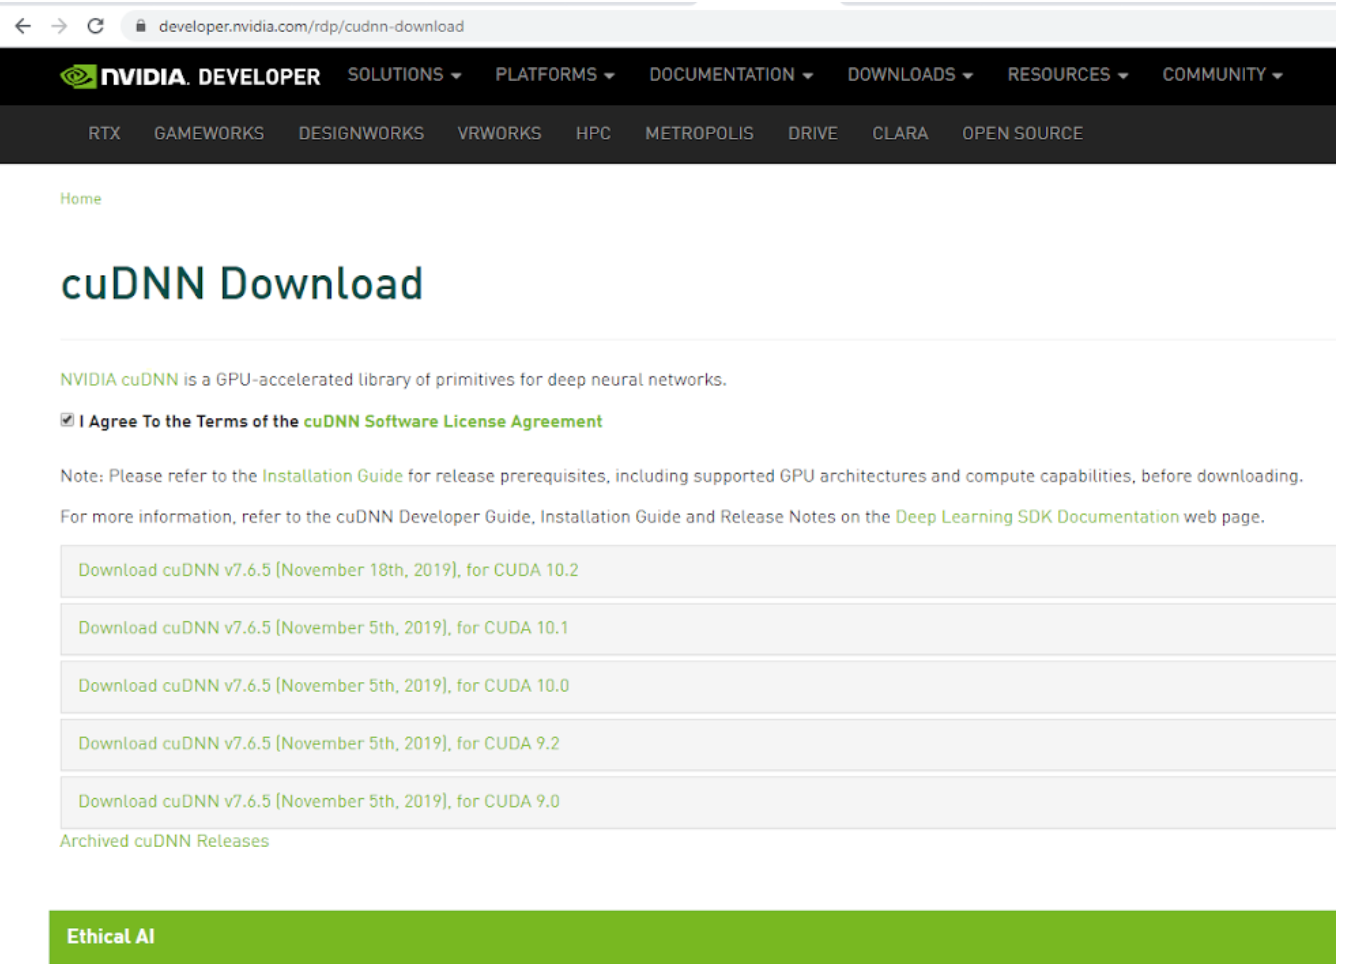 developer.nvidia.com/rdp/cudnn-download
NVIDIA. DEVELOPER SOLUTIONS PLATFORMS DOCUMENTATION DOWNLOADS RESOURCES COMMUNITY
RTX GAMEWORKS DESIGNWORKS VRWORKS HPC METROPOLIS DRIVE CLARA OPEN SOURCE
Home
cuDNN Download
NVIDIA cuDNN is a GPU-accelerated library of primitives for deep neural networks.
I Agree To the Terms of the cuDNN Software License Agreement
Note: Please refer to the Installation Guide for release prerequisites, including supported GPU architectures and compute capabilities, before downloading.
For more information, refer to the cuDNN Developer Guide, Installation Guide and Release Notes on the Deep Learning SDK Documentation web page.
Download cuDNN v7.6.5 (November 18th, 2019), for CUDA 10.2
Download cuDNN v7.6.5 (November 5th, 2019), for CUDA 10.1
Download cuDNN v7.6.5 (November 5th, 2019), for CUDA 10.0
Download cuDNN v7.6.5 (November 5th, 2019), for CUDA 9.2
Download cuDNN v7.6.5 (November 5th, 2019), for CUDA 9.0
Archived cuDNN Releases
Ethical AI